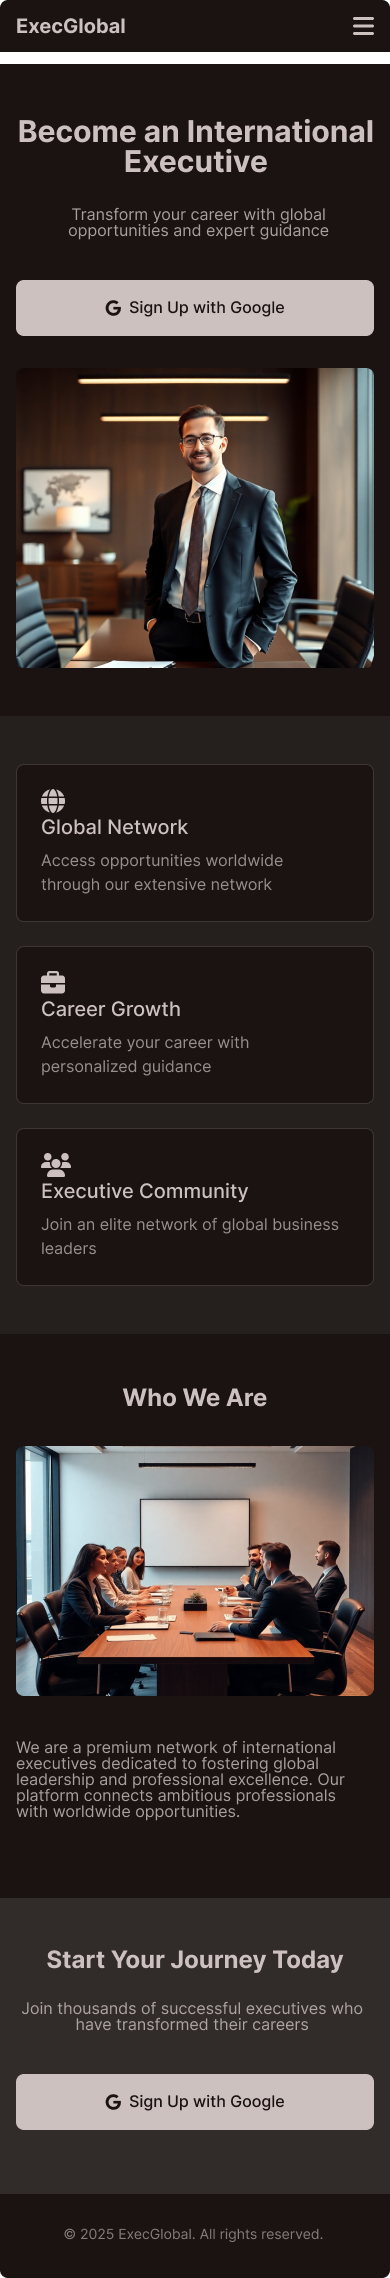 ExecGlobal
Become an International
Executive
Transform your career with global
opportunities and expert guidance
Sign Up with Google
Global Network
Access opportunities worldwide
through our extensive network
Career Growth
Accelerate your career with
personalized guidance
Executive Community
Join an elite network of global business
leaders
Who We Are
We are a premium network of international
executives dedicated to fostering global
leadership and professional excellence. Our
platform connects ambitious professionals
with worldwide opportunities.
Start Your Journey Today
Join thousands of successful executives who
have transformed their careers
Sign Up with Google
© 2025 ExecGlobal. All rights reserved.